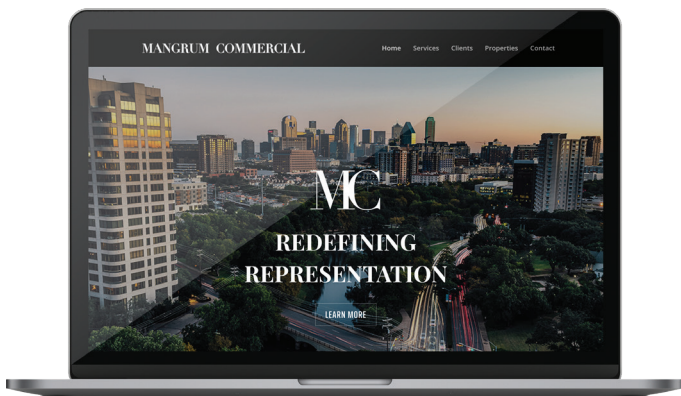 MANGRUM COMMERCIAL
Home Services Clients Properties Contact
MC
REDEFINING
REPRESENTATION
LEARN MORE